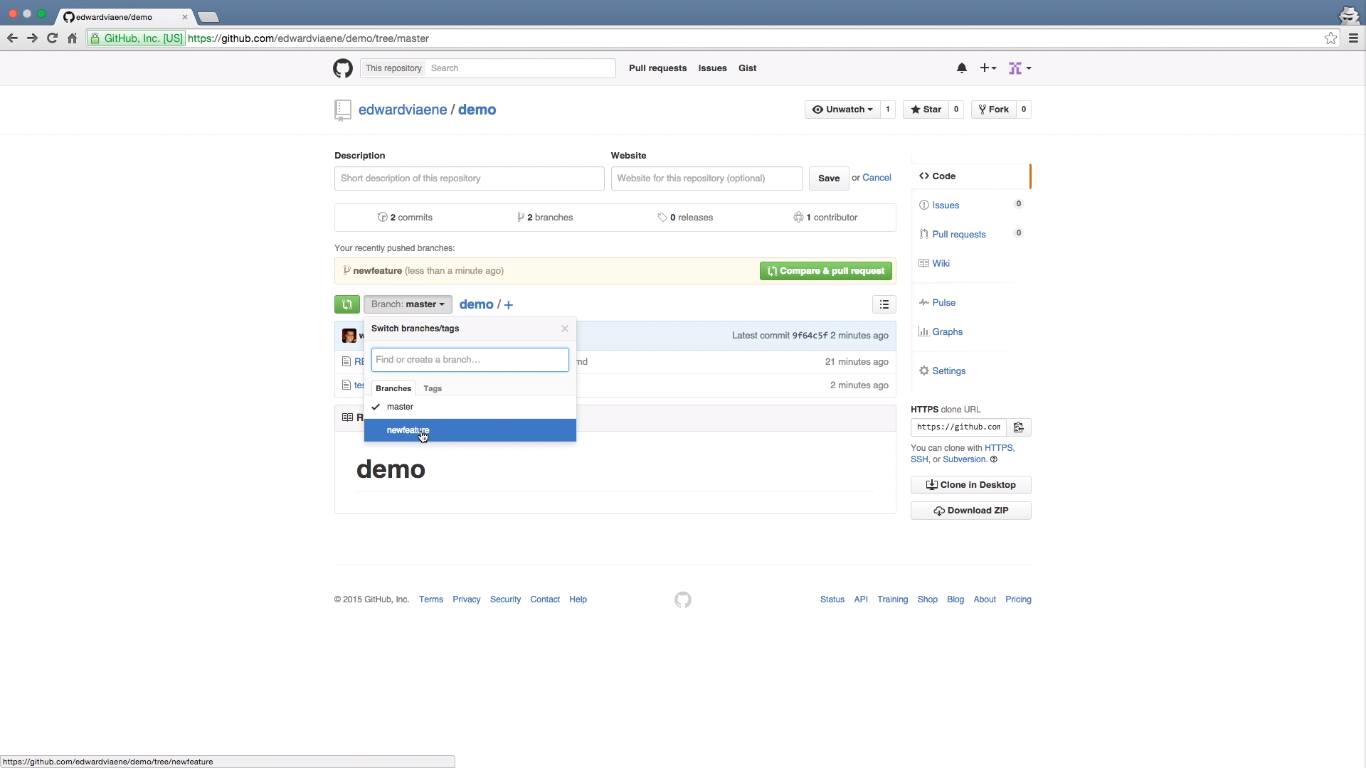 edwardviaene/demo
GitHub, Inc. [US] https://github.com/edwardviaene/demo/tree/master
This repository Search Pull requests Issues Gist
edwardviaene / demo Unwatch 1 Star 0 Fork 0
Description Website
Short description of this repository Website for this repository (optional) Save or Cancel
<> Code
2 commits 2 branches 0 releases 1 contributor
Issues 0
Pull requests 0
Wiki
Pulse
Graphs
Settings
Your recently pushed branches:
newfeature (less than a minute ago) Compare & pull request
Branch: master demo / +
Switch branches/tags
Latest commit 9f64c5f 2 minutes ago
Find or create a branch...
RE md 21 minutes ago
te 2 minutes ago
Branches Tags
master
newfeature
demo
HTTPS clone URL
https://github.com
You can clone with HTTPS,
SSH, or Subversion.
Clone in Desktop
Download ZIP
© 2015 GitHub, Inc. Terms Privacy Security Contact Help Status API Training Shop Blog About Pricing
https://github.com/edwardviaene/demo/tree/newfeature